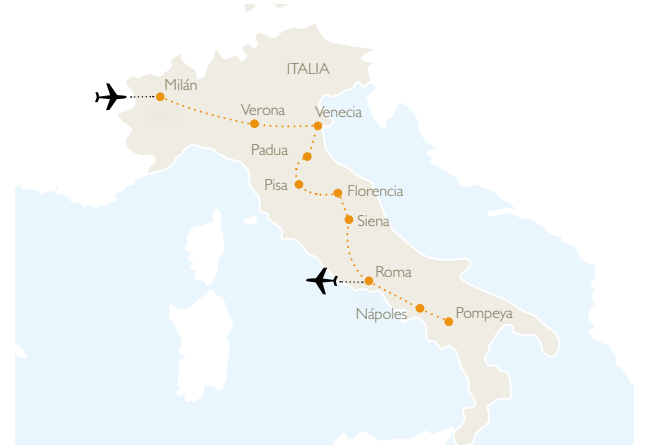 ITALIA
Milán
Verona
Venecia
Padua
Pisa
Florencia
Siena
Roma
Nápoles
Pompeya